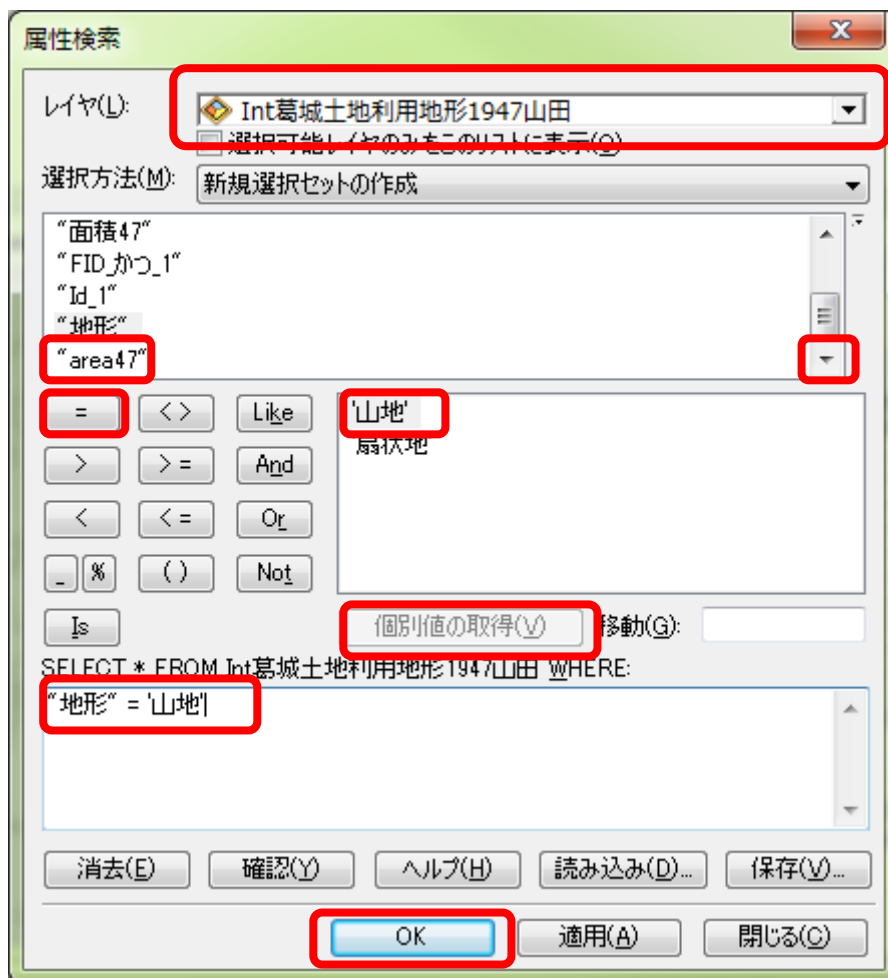 属性検索
レイヤ(L): Int葛城土地利用地形1947山田
選択可能レイヤのみをこのリストに表示(O)
選択方法(M): 新規選択セットの作成
"面積47"
"FID_かつ_1"
"Id_1"
"地形"
"area47"
= < > Like
> > = And
< < = Or
_ % ( ) Not
Is
'山地'
扇状地
個別値の取得(V) 移動(G):
SELECT * FROM Int葛城土地利用地形1947山田 WHERE:
"地形" = '山地'
消去(E) 確認(Y) ヘルプ(H) 読み込み(D)... 保存(V)...
OK 適用(A) 閉じる(C)